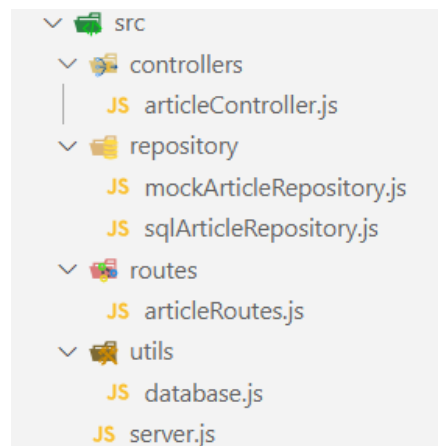 src
controllers
JS articleController.js
repository
JS mockArticleRepository.js
JS sqlArticleRepository.js
routes
JS articleRoutes.js
utils
JS database.js
JS server.js